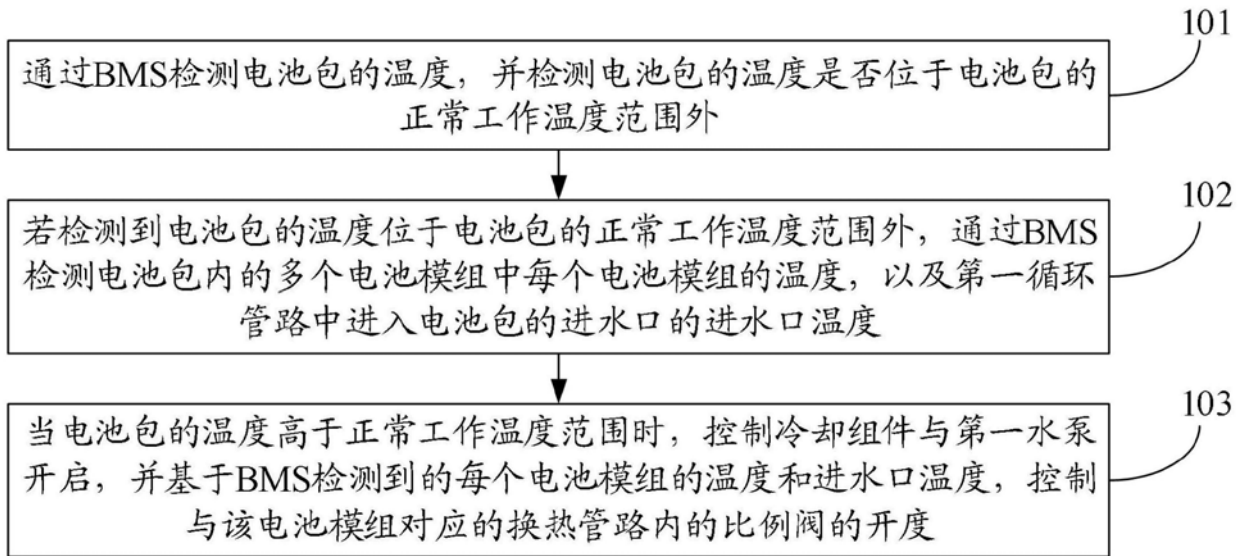 101
通过BMS检测电池包的温度，并检测电池包的温度是否位于电池包的
正常工作温度范围外
102
若检测到电池包的温度位于电池包的正常工作温度范围外，通过BMS
检测电池包内的多个电池模组中每个电池模组的温度，以及第一循环
管路中进入电池包的进水口的进水口温度
103
当电池包的温度高于正常工作温度范围时，控制冷却组件与第一水泵
开启，并基于BMS检测到的每个电池模组的温度和进水口温度，控制
与该电池模组对应的换热管路内的比例阀的开度